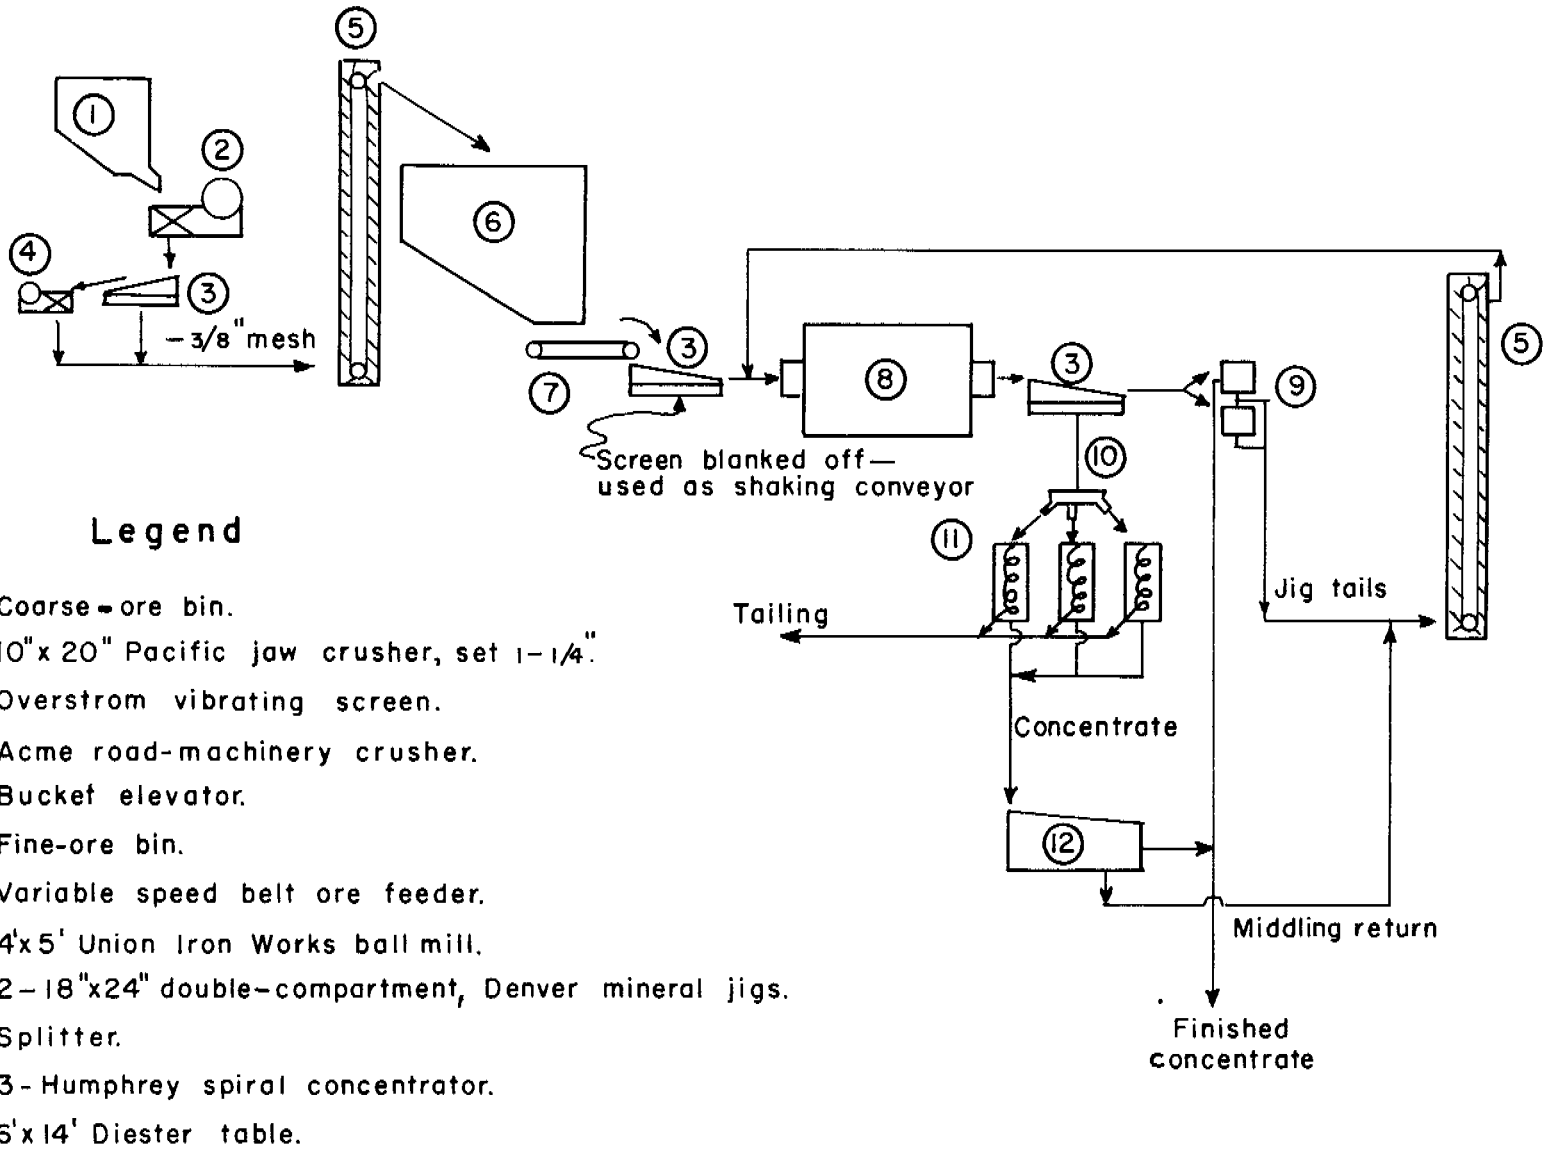 5
1
2
6
4
3
- 3/8" mesh
3
5
7
8
3
9
Screen blanked off—
used as shaking conveyor
10
11
Jig tails
Tailing
Concentrate
12
Middling return
Finished
concentrate
Legend
Coarse-ore bin.
10"x 20" Pacific jaw crusher, set 1-1/4".
Overstrom vibrating screen.
Acme road-machinery crusher.
Bucket elevator.
Fine-ore bin.
Variable speed belt ore feeder.
4'x 5' Union Iron Works ball mill.
2-18"x24" double-compartment, Denver mineral jigs.
Splitter.
3- Humphrey spiral concentrator.
6'x 14' Diester table.